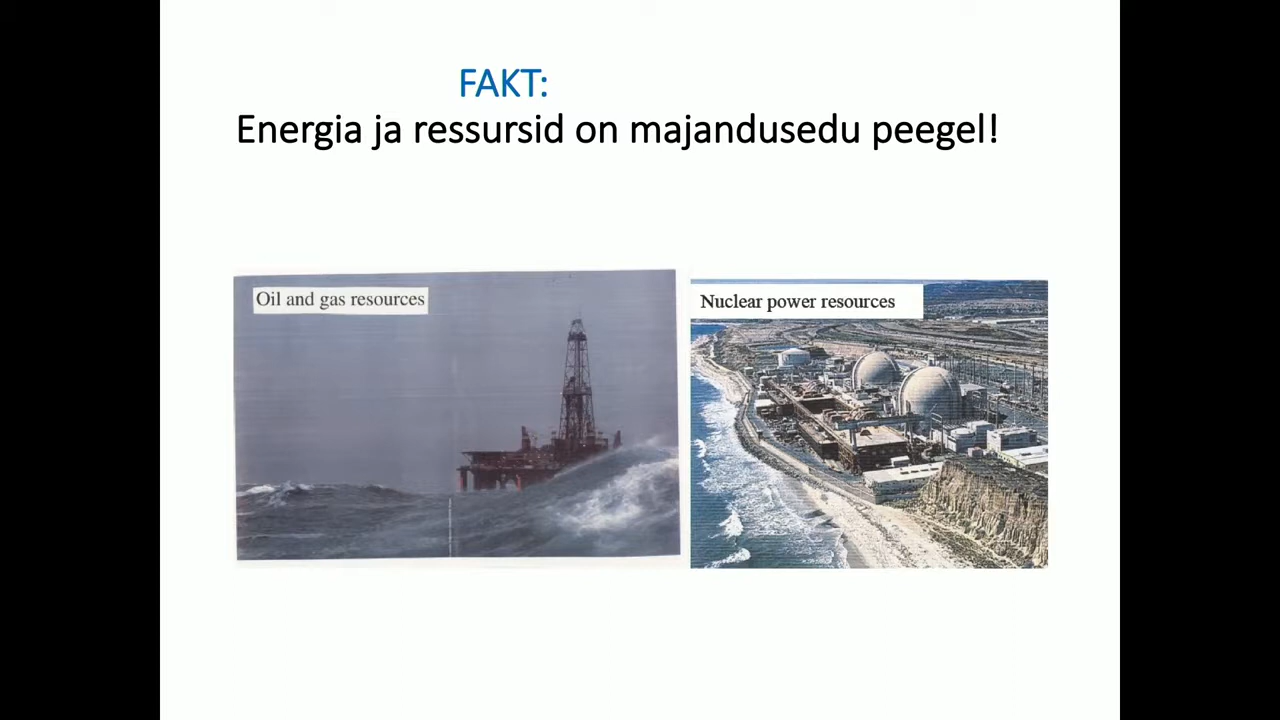 FAKT:
Energia ja ressursid on majandusedu peegel!
Oil and gas resources
Nuclear power resources